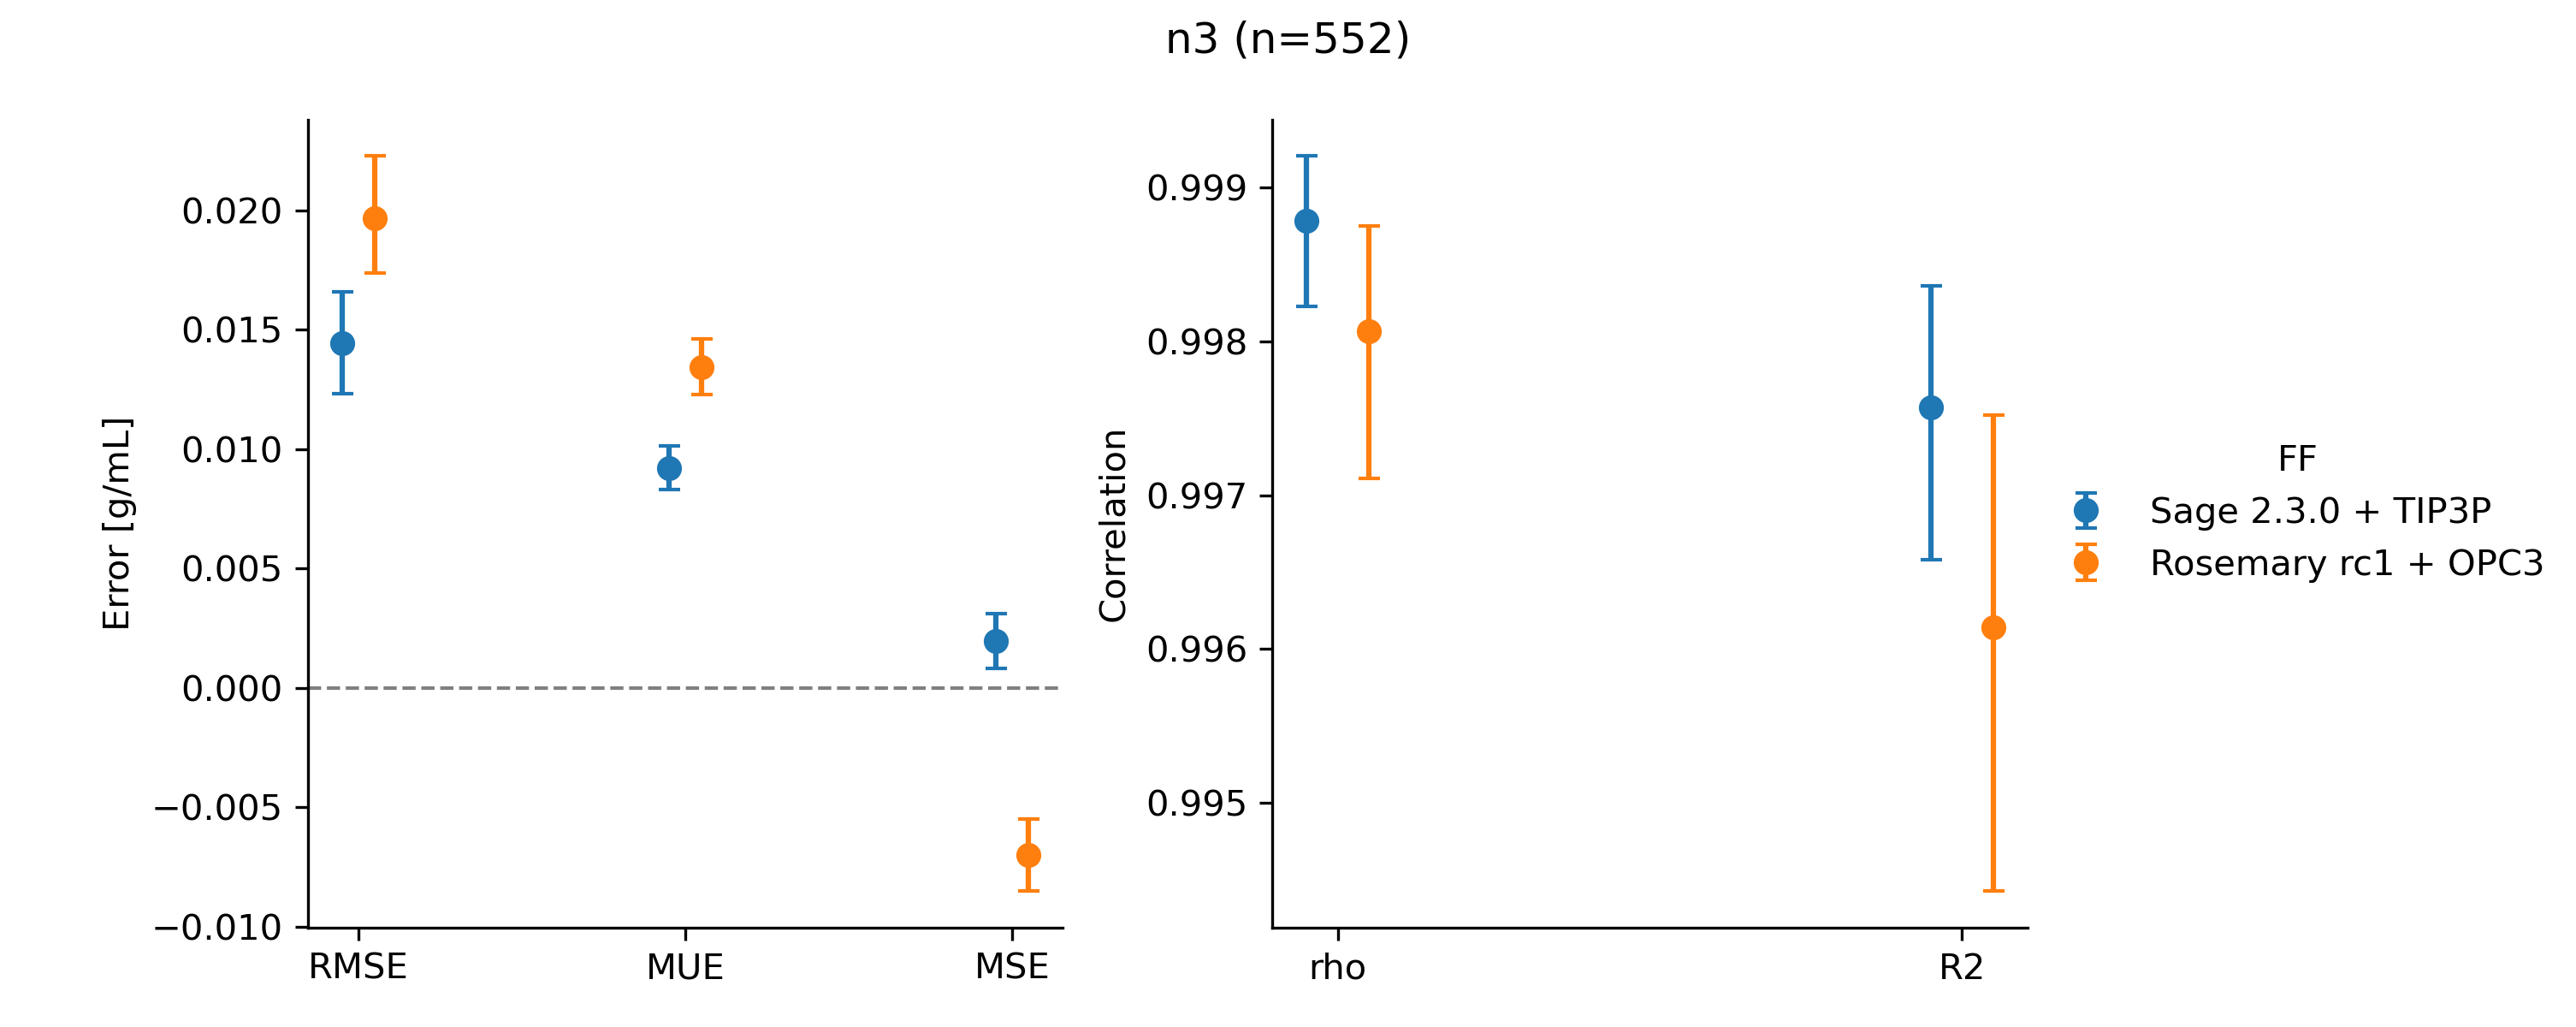 n3 (n=552)
Error [g/mL]
0.020
0.015
0.010
0.005
0.000
−0.005
−0.010
RMSE
MUE
MSE
Correlation
0.999
0.998
0.997
0.996
0.995
rho
R2
FF
Sage 2.3.0 + TIP3P
Rosemary rc1 + OPC3